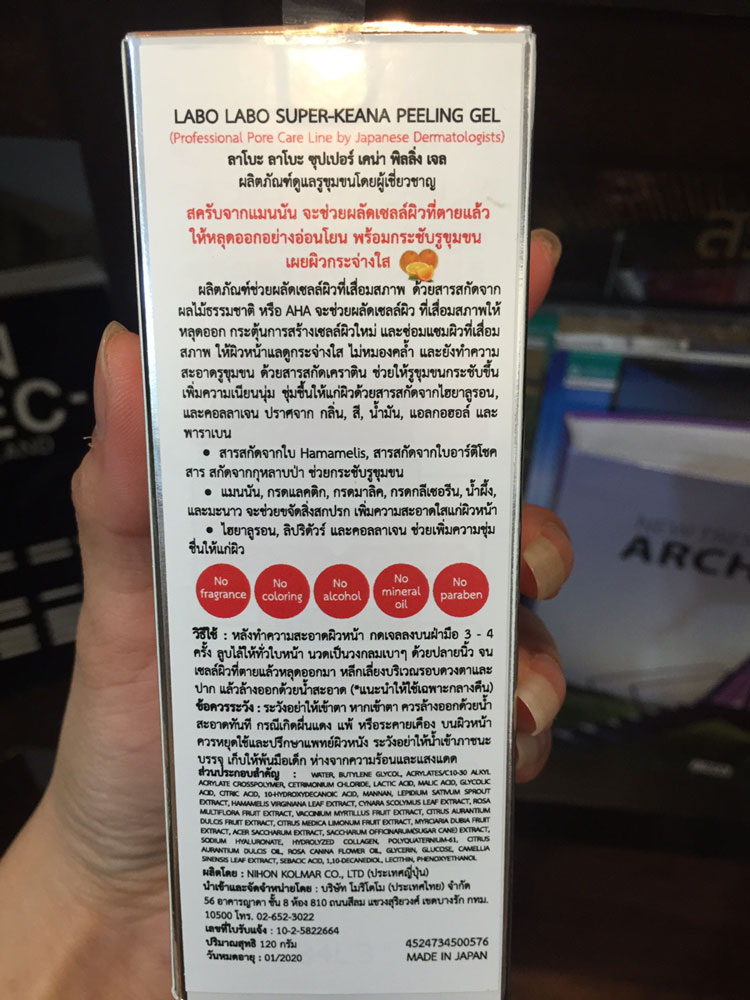 LABO LABO SUPER-KEANA PEELING GEL
(Professional Pore Care Line by Japanese Dermatologists)
ลาโบะ ลาโบะ ซุปเปอร์ เคน่า พิลลิ่ง เจล
ผลิตภัณฑ์ดูแลรูขุมขนโดยผู้เชี่ยวชาญ
สครับจากแมนนัน จะช่วยผลัดเซลล์ผิวที่ตายแล้ว
ให้หลุดออกอย่างอ่อนโยน พร้อมกระชับรูขุมขน
เผยผิวกระจ่างใส
ผลิตภัณฑ์ช่วยผลัดเซลล์ผิวที่เสื่อมสภาพ ด้วยสารสกัดจาก
ผลไม้ธรรมชาติ หรือ AHA จะช่วยผลัดเซลล์ผิว ที่เสื่อมสภาพให้
หลุดออก กระตุ้นการสร้างเซลล์ผิวใหม่ และซ่อมแซมผิวที่เสื่อม
สภาพ ให้ผิวหน้าแลดูกระจ่างใส ไม่หมองคล้ำ และยังทำความ
สะอาดรูขุมขน ด้วยสารสกัดเคราติน ช่วยให้รูขุมขนกระชับขึ้น
เพิ่มความเนียนนุ่ม ชุ่มชื้นให้แก่ผิวด้วยสารสกัดจากไฮยาลูรอน,
และคอลลาเจน ปราศจาก กลิ่น, สี, น้ำมัน, แอลกอฮอล์ และ
พาราเบน
● สารสกัดจากใบ Hamamelis, สารสกัดจากใบอาร์ติโชค
สาร สกัดจากกุหลาบป่า ช่วยกระชับรูขุมขน
● แมนนัน, กรดแลคติก, กรดมาลิค, กรดกลีเซอรีน, น้ำผึ้ง,
และมะนาว จะช่วยขจัดสิ่งสกปรก เพิ่มความสะอาดใสแก่ผิวหน้า
● ไฮยาลูรอน, ลิปริดัวร์ และคอลลาเจน ช่วยเพิ่มความชุ่ม
ชื่นให้แก่ผิว
No fragrance
No coloring
No alcohol
No mineral oil
No paraben
วิธีใช้ : หลังทำความสะอาดผิวหน้า กดเจลลงบนฝ่ามือ 3 - 4
ครั้ง ลูบไล้ให้ทั่วใบหน้า นวดเป็นวงกลมเบาๆ ด้วยปลายนิ้ว จน
เซลล์ผิวที่ตายแล้วหลุดออกมา หลีกเลี่ยงบริเวณรอบดวงตาและ
ปาก แล้วล้างออกด้วยน้ำสะอาด (*แนะนำให้ใช้เฉพาะกลางคืน)
ข้อควรระวัง : ระวังอย่าให้เข้าตา หากเข้าตา ควรล้างออกด้วยน้ำ
สะอาดทันที กรณีเกิดผื่นแดง แพ้ หรือระคายเคือง บนผิวหน้า
ควรหยุดใช้และปรึกษาแพทย์ผิวหนัง ระวังอย่าให้น้ำเข้าภาชนะ
บรรจุ เก็บให้พ้นมือเด็ก ห่างจากความร้อนและแสงแดด
ส่วนประกอบสำคัญ : WATER, BUTYLENE GLYCOL, ACRYLATES/C10-30 ALKYL
ACRYLATE CROSSPOLYMER, CETRIMONIUM CHLORIDE, LACTIC ACID, MALIC ACID, GLYCOLIC
ACID, CITRIC ACID, 10-HYDROXYDECANOIC ACID, MANNAN, LEPIDIUM SATIVUM SPROUT
EXTRACT, HAMAMELIS VIRGINIANA LEAF EXTRACT, CYNARA SCOLYMUS LEAF EXTRACT, ROSA
MULTIFLORA FRUIT EXTRACT, VACCINIUM MYRTILLUS FRUIT EXTRACT, CITRUS AURANTIUM
DULCIS FRUIT EXTRACT, CITRUS MEDICA LIMONUM FRUIT EXTRACT, MYRCIARIA DUBIA FRUIT
EXTRACT, ACER SACCHARUM EXTRACT, SACCHARUM OFFICINARUM(SUGAR CANE) EXTRACT,
SODIUM HYALURONATE, HYDROLYZED COLLAGEN, POLYQUATERNIUM-61, CITRUS
AURANTIUM DULCIS OIL, ROSA CANINA FLOWER OIL, GLYCERIN, GLUCOSE, CAMELLIA
SINENSIS LEAF EXTRACT, SEBACIC ACID, 1,10-DECANEDIOL, LECITHIN, PHENOXYETHANOL
ผลิตโดย : NIHON KOLMAR CO., LTD (ประเทศญี่ปุ่น)
นำเข้าและจัดจำหน่ายโดย : บริษัท โมริโตโม (ประเทศไทย) จำกัด
56 อาคารญาดา ชั้น 8 ห้อง 810 ถนนสีลม แขวงสุริยวงศ์ เขตบางรัก กทม.
10500 โทร. 02-652-3022
เลขที่ใบรับแจ้ง : 10-2-5822664
ปริมาณสุทธิ 120 กรัม 4524734500576
วันหมดอายุ : 01/2020 MADE IN JAPAN
ARCH